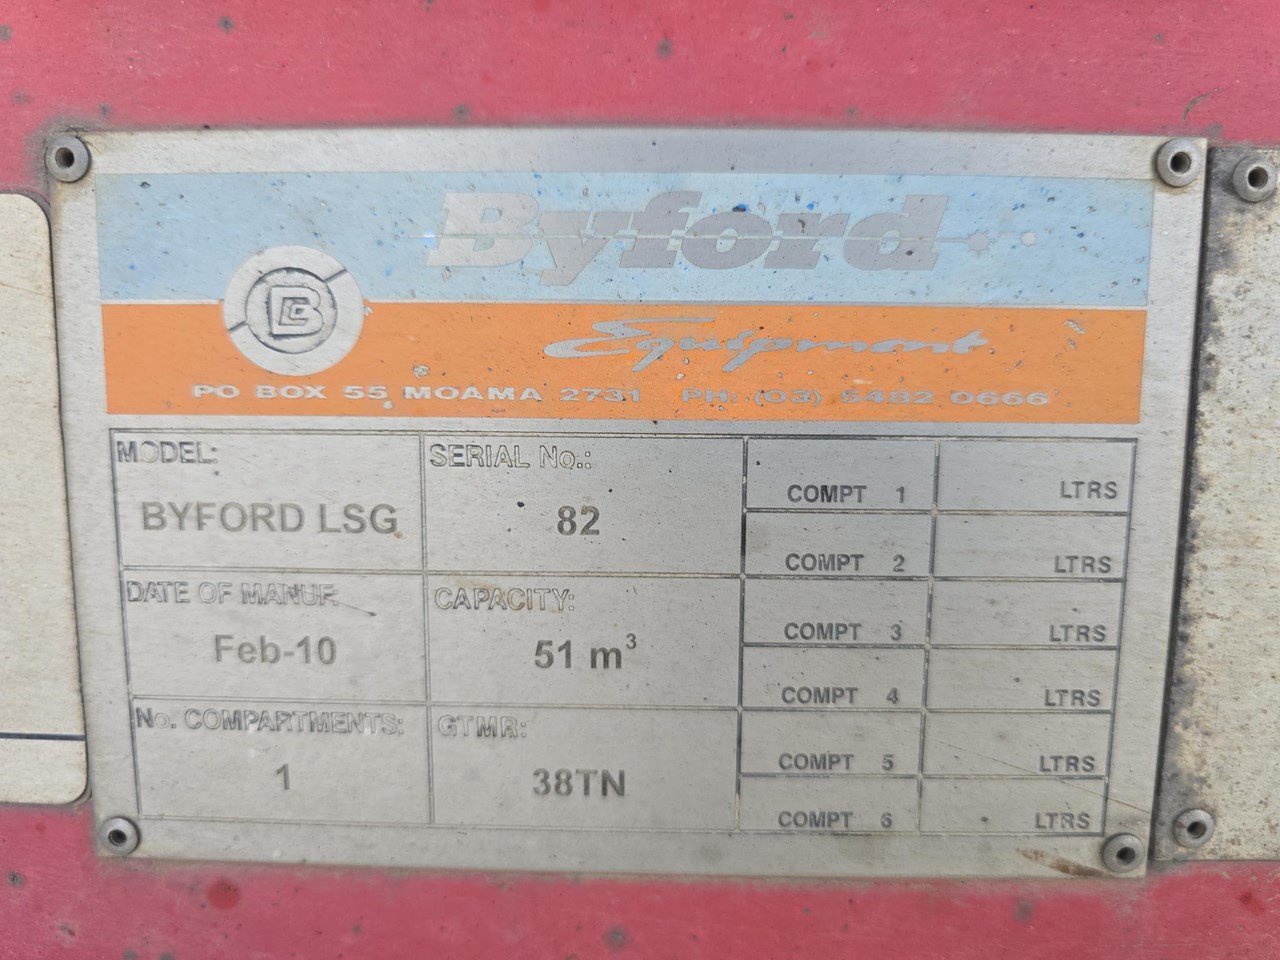 Byford
Equipment
PO BOX 55 MOAMA 2731 PH: (03) 5482 0666
MODEL:
BYFORD LSG
SERIAL No.:
82
DATE OF MANUF.
Feb-10
CAPACITY:
51 m³
No. COMPARTMENTS:
1
GTMR:
38TN
COMPT 1 LTRS
COMPT 2 LTRS
COMPT 3 LTRS
COMPT 4 LTRS
COMPT 5 LTRS
COMPT 6 LTRS